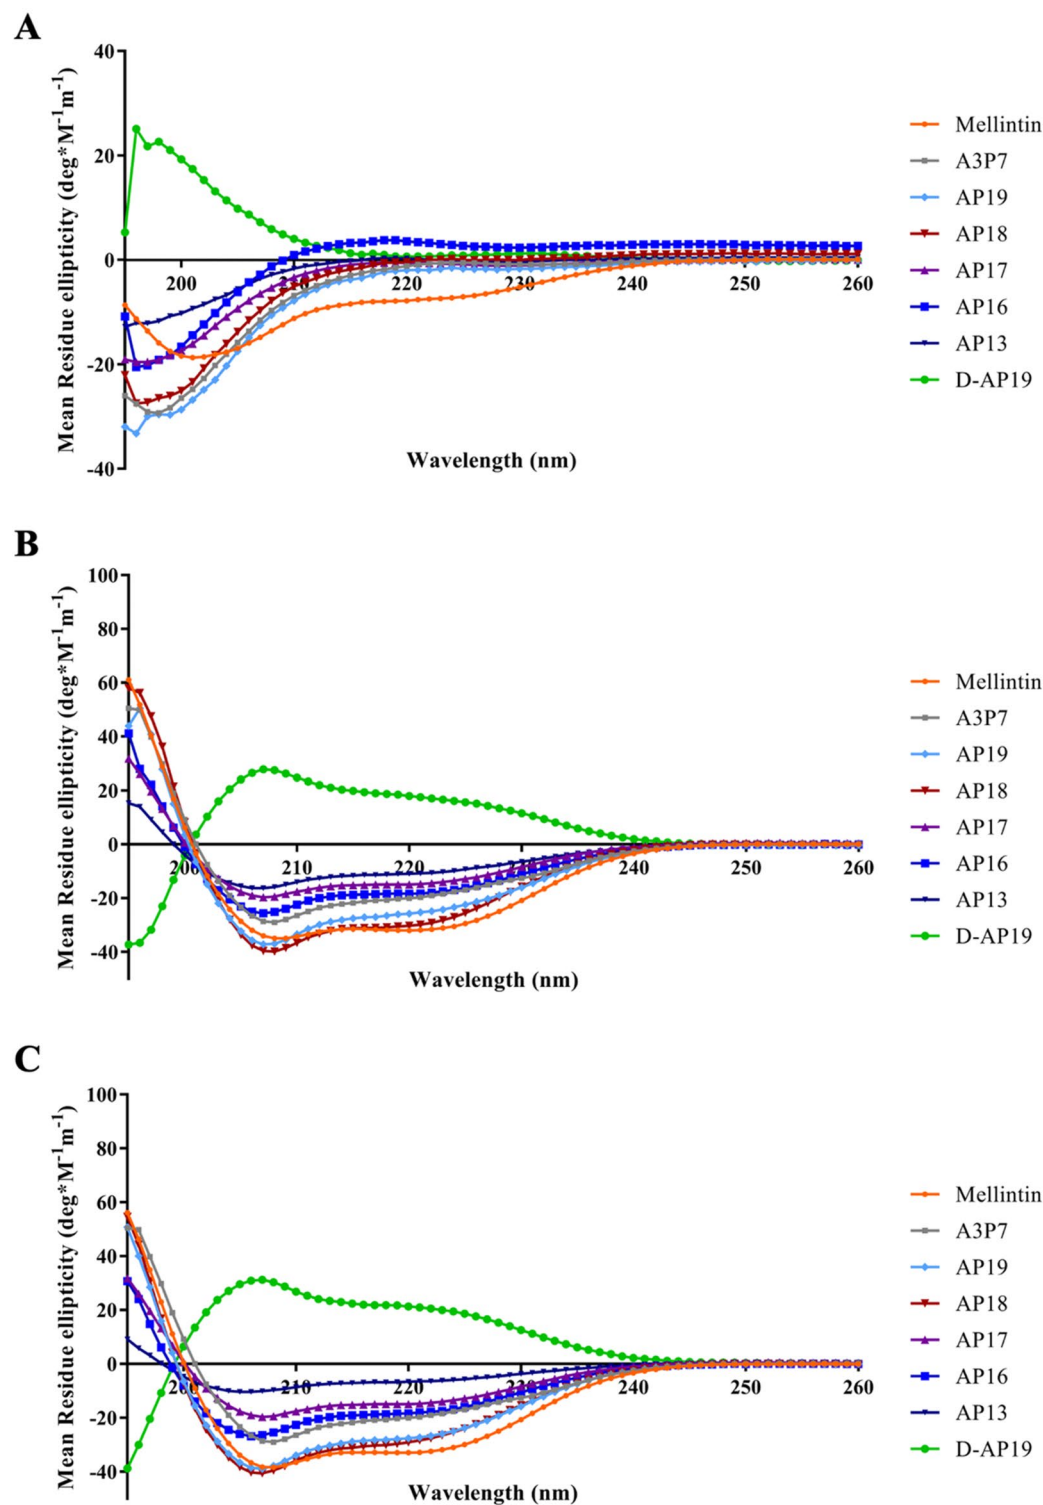 A
Mean Residue ellipticity (deg*M⁻¹m⁻¹)
40
20
0
-20
-40
200
210
220
230
240
250
260
Wavelength (nm)
Mellintin
A3P7
AP19
AP18
AP17
AP16
AP13
D-AP19
B
Mean Residue ellipticity (deg*M⁻¹m⁻¹)
100
80
60
40
20
0
-20
-40
200
210
220
230
240
250
260
Wavelength (nm)
Mellintin
A3P7
AP19
AP18
AP17
AP16
AP13
D-AP19
C
Mean Residue ellipticity (deg*M⁻¹m⁻¹)
100
80
60
40
20
0
-20
-40
200
210
220
230
240
250
260
Wavelength (nm)
Mellintin
A3P7
AP19
AP18
AP17
AP16
AP13
D-AP19